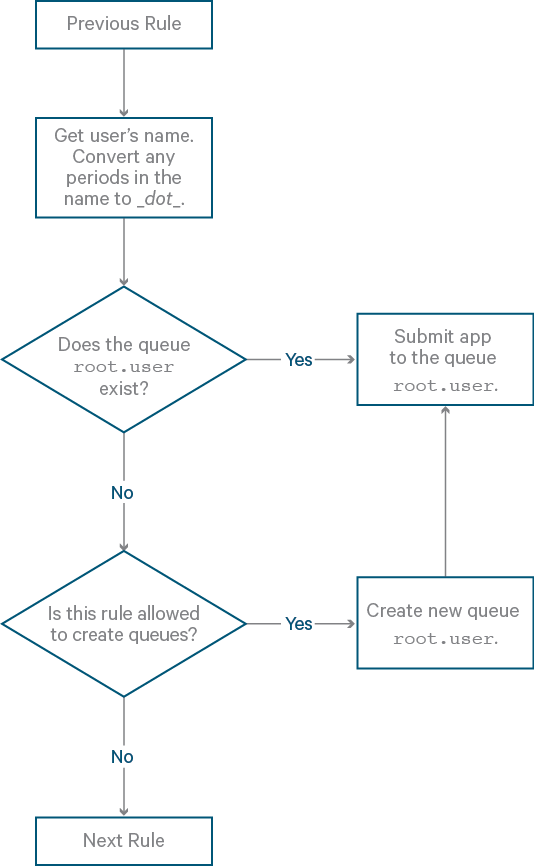 Previous Rule
Get user's name.
Convert any
periods in the
name to _dot_.
Does the queue
root.user
exist?
Yes
Submit app
to the queue
root.user.
No
Is this rule allowed
to create queues?
Yes
Create new queue
root.user.
No
Next Rule